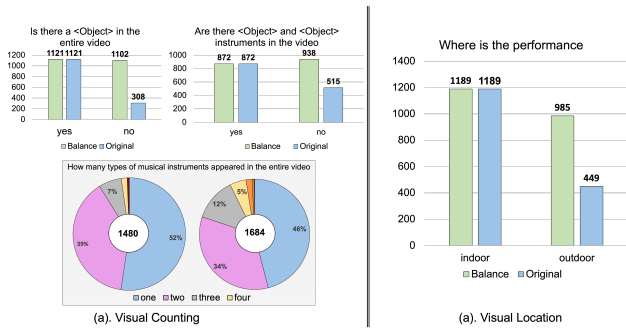 Is there a <Object> in the
entire video
1200
1000
800
600
400
200
0
1121 1121
1102
308
yes
no
Balance Original
Are there <Object> and <Object>
instruments in the video
1000
800
600
400
200
0
872 872
938
515
yes
no
Balance Original
How many types of musical instruments appeared in the entire video
7%
39%
52%
1480
5%
12%
34%
46%
1684
one two three four
(a). Visual Counting
Where is the performance
1400
1200
1000
800
600
400
200
0
1189 1189
985
449
indoor
outdoor
Balance Original
(a). Visual Location